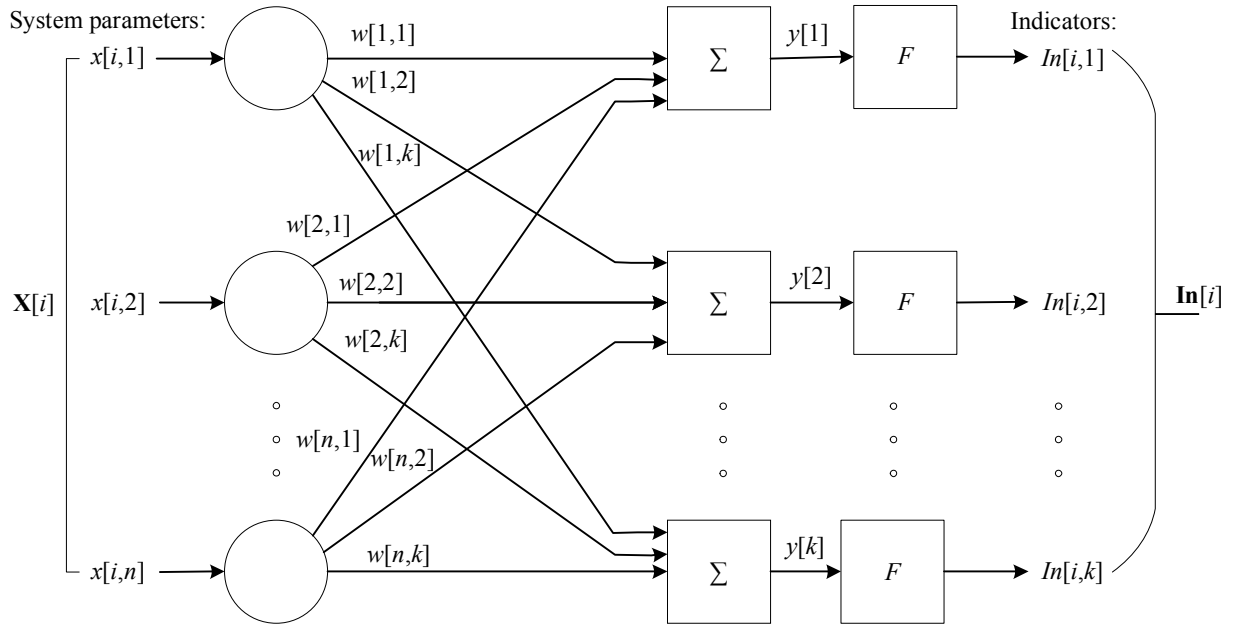 System parameters:
Indicators:
x[i,1]
w[1,1]
w[1,2]
w[1,k]
Σ
y[1]
F
In[i,1]
w[2,1]
X[i]
x[i,2]
w[2,2]
w[2,k]
Σ
y[2]
F
In[i,2]
In[i]
w[n,1]
w[n,2]
x[i,n]
w[n,k]
Σ
y[k]
F
In[i,k]